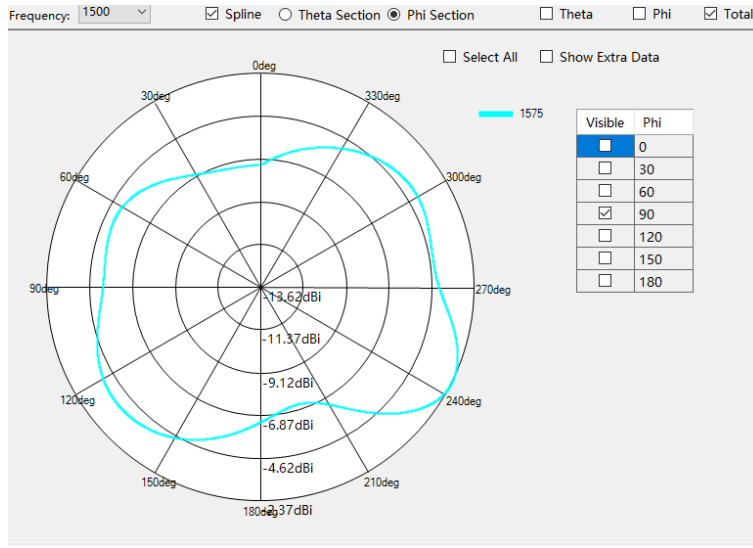 Frequency: 1500 Spline Theta Section Phi Section Theta Phi Total
Select All Show Extra Data
0deg
30deg
330deg
1575
Visible Phi
0
30
60
90
120
150
180
60deg
300deg
90deg
270deg
-13.62dBi
-11.37dBi
-9.12dBi
120deg
240deg
-6.87dBi
-4.62dBi
150deg
210deg
180deg
-2.37dBi